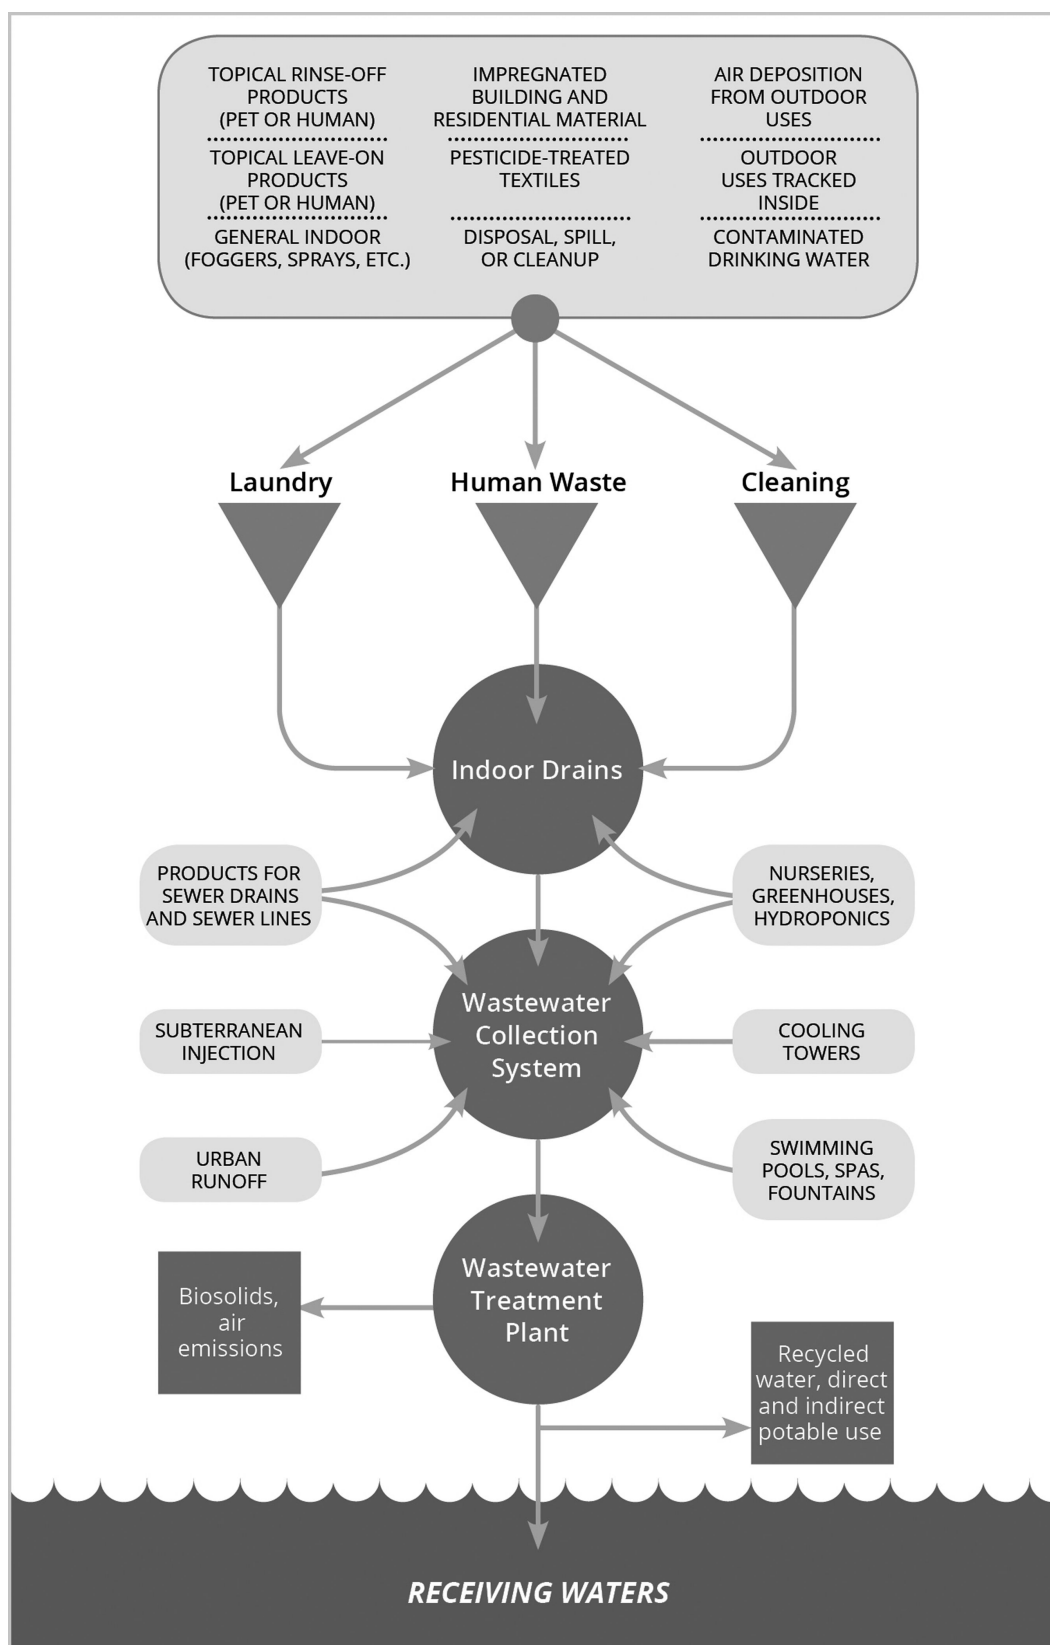 TOPICAL RINSE-OFF
PRODUCTS
(PET OR HUMAN)
TOPICAL LEAVE-ON
PRODUCTS
(PET OR HUMAN)
GENERAL INDOOR
(FOGGERS, SPRAYS, ETC.)
IMPREGNATED
BUILDING AND
RESIDENTIAL MATERIAL
PESTICIDE-TREATED
TEXTILES
DISPOSAL, SPILL,
OR CLEANUP
AIR DEPOSITION
FROM OUTDOOR
USES
OUTDOOR
USES TRACKED
INSIDE
CONTAMINATED
DRINKING WATER
Laundry
Human Waste
Cleaning
Indoor Drains
PRODUCTS FOR
SEWER DRAINS
AND SEWER LINES
NURSERIES,
GREENHOUSES,
HYDROPONICS
Wastewater
Collection
System
SUBTERRANEAN
INJECTION
COOLING
TOWERS
URBAN
RUNOFF
SWIMMING
POOLS, SPAS,
FOUNTAINS
Wastewater
Treatment
Plant
Biosolids,
air
emissions
Recycled
water, direct
and indirect
potable use
RECEIVING WATERS